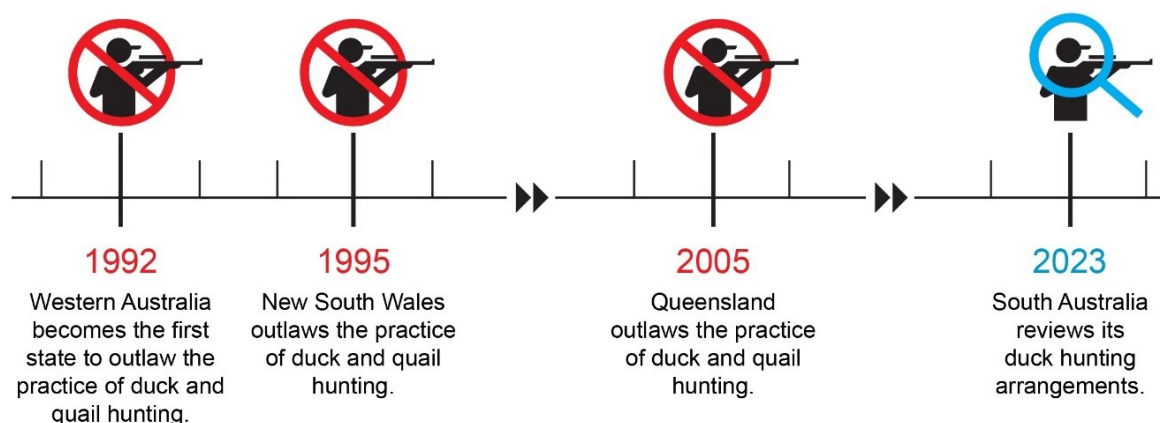 1992
Western Australia
becomes the first
state to outlaw the
practice of duck and
quail hunting.
1995
New South Wales
outlaws the practice
of duck and quail
hunting.
2005
Queensland
outlaws the practice
of duck and quail
hunting.
2023
South Australia
reviews its
duck hunting
arrangements.